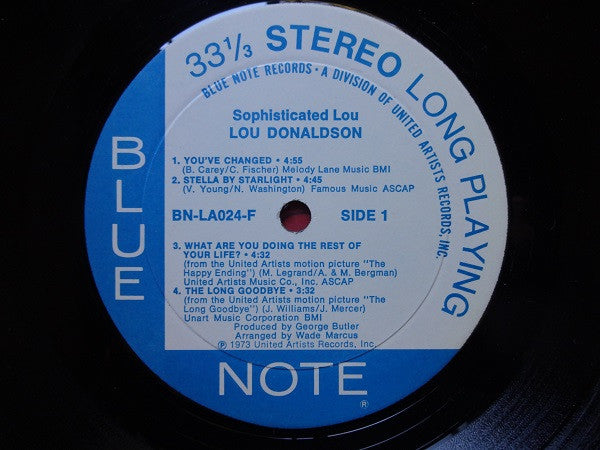 33⅓ STEREO LONG PLAYING
BLUE NOTE RECORDS • A DIVISION OF UNITED ARTISTS RECORDS, INC.
Sophisticated Lou
LOU DONALDSON
1. YOU'VE CHANGED • 4:55
(B. Carey/C. Fischer) Melody Lane Music BMI
2. STELLA BY STARLIGHT • 4:45
(V. Young/N. Washington) Famous Music ASCAP
BN-LA024-F SIDE 1
3. WHAT ARE YOU DOING THE REST OF
YOUR LIFE? • 4:32
(from the United Artists motion picture "The
Happy Ending") (M. Legrand/A. & M. Bergman)
United Artists Music Co., Inc. ASCAP
4. THE LONG GOODBYE • 3:32
(from the United Artists motion picture "The
Long Goodbye") (J. Williams/J. Mercer)
Unart Music Corporation BMI
Produced by George Butler
Arranged by Wade Marcus
℗ 1973 United Artists Records, Inc.
BLUE
NOTE
®